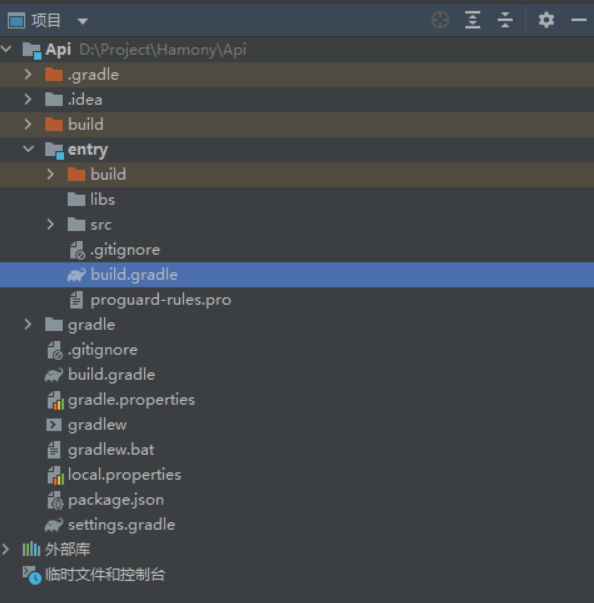 项目
Api D:\Project\Hamony\Api
.gradle
.idea
build
entry
build
libs
src
.gitignore
build.gradle
proguard-rules.pro
gradle
.gitignore
build.gradle
gradle.properties
gradlew
gradlew.bat
local.properties
package.json
settings.gradle
外部库
临时文件和控制台